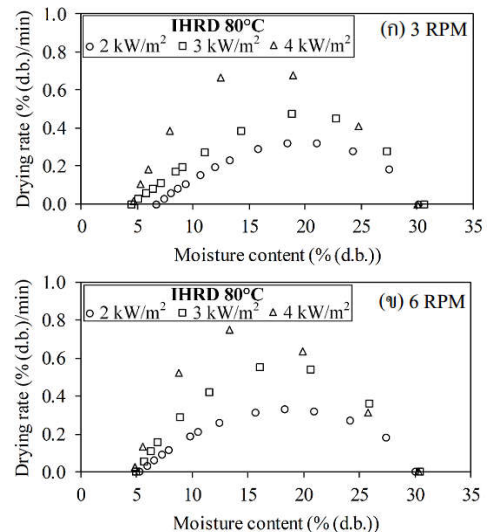 IHRD 80°C
(ก) 3 RPM
○ 2 kW/m² □ 3 kW/m² △ 4 kW/m²
Drying rate (% (d.b.)/min)
1.0
0.8
0.6
0.4
0.2
0.0
0 5 10 15 20 25 30 35
Moisture content (% (d.b.))
IHRD 80°C
(ข) 6 RPM
○ 2 kW/m² □ 3 kW/m² △ 4 kW/m²
Drying rate (% (d.b.)/min)
1.0
0.8
0.6
0.4
0.2
0.0
0 5 10 15 20 25 30 35
Moisture content (% (d.b.))